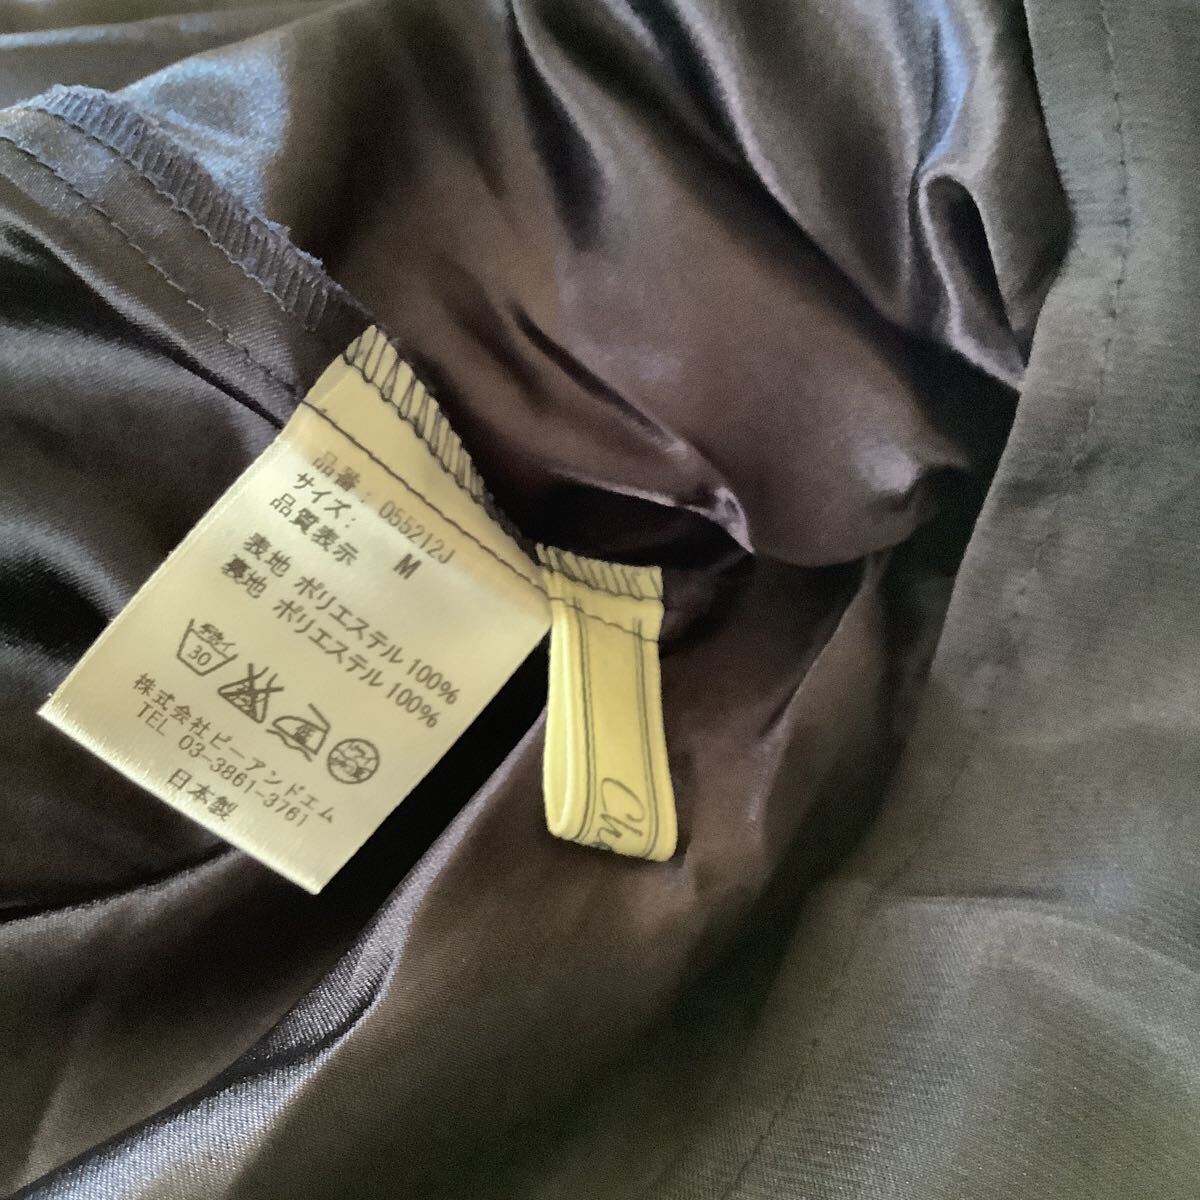 品番: 055212J
サイズ: M
品質表示
表地 ポリエステル 100%
裏地 ポリエステル 100%
30
中
株式会社ピーアンドエム
TEL 03-3861-3761
日本製